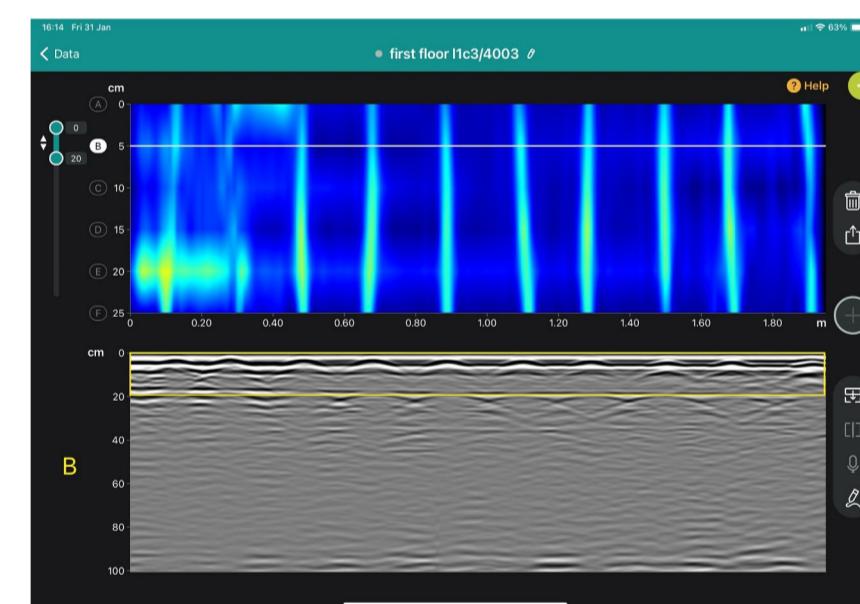 16:14 Fri 31 Jan
63%
Data
first floor l1c3/4003
Help
cm
A 0
0
B 5
20
C 10
D 15
E 20
F 25
0 0.20 0.40 0.60 0.80 1.00 1.20 1.40 1.60 1.80 m
cm 0
20
40
B
60
80
100